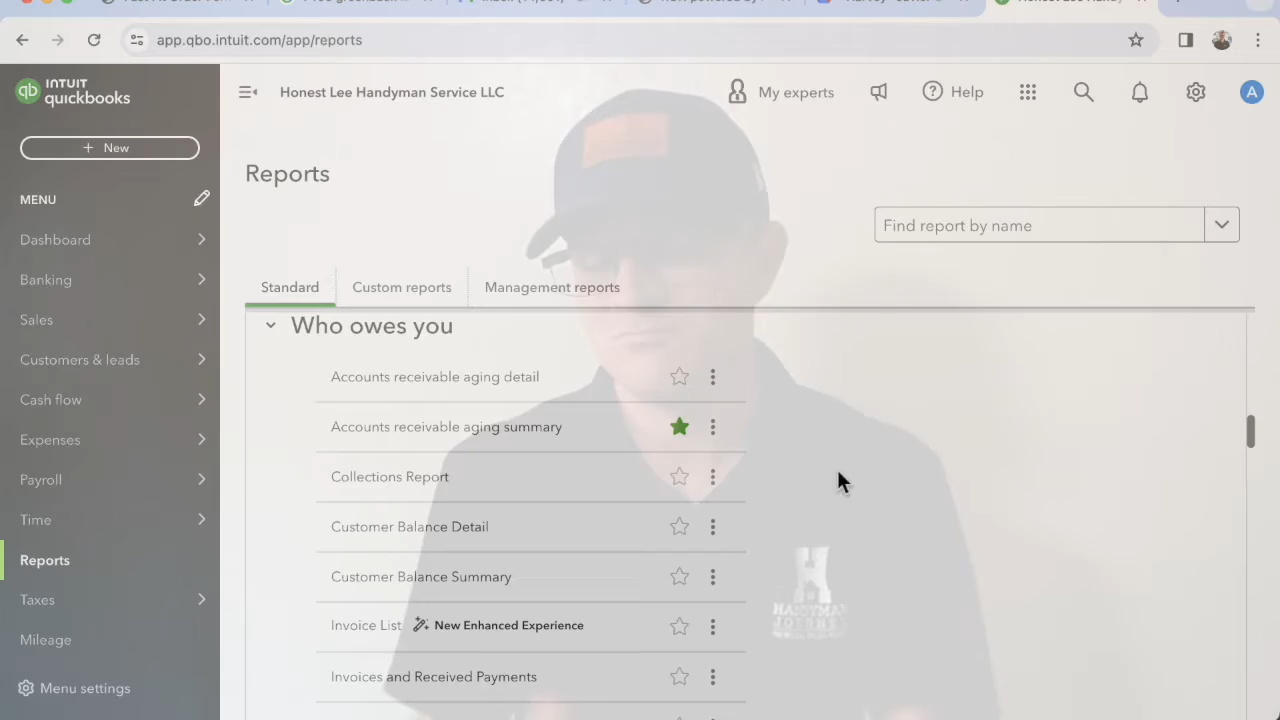 app.qbo.intuit.com/app/reports
INTUIT
quickbooks
qb
Honest Lee Handyman Service LLC
My experts
Help
A
+ New
MENU
Dashboard
Banking
Sales
Customers & leads
Cash flow
Expenses
Payroll
Time
Reports
Taxes
Mileage
Menu settings
Reports
Find report by name
Standard
Custom reports
Management reports
Who owes you
Accounts receivable aging detail
Accounts receivable aging summary
Collections Report
Customer Balance Detail
Customer Balance Summary
Invoice List New Enhanced Experience
Invoices and Received Payments